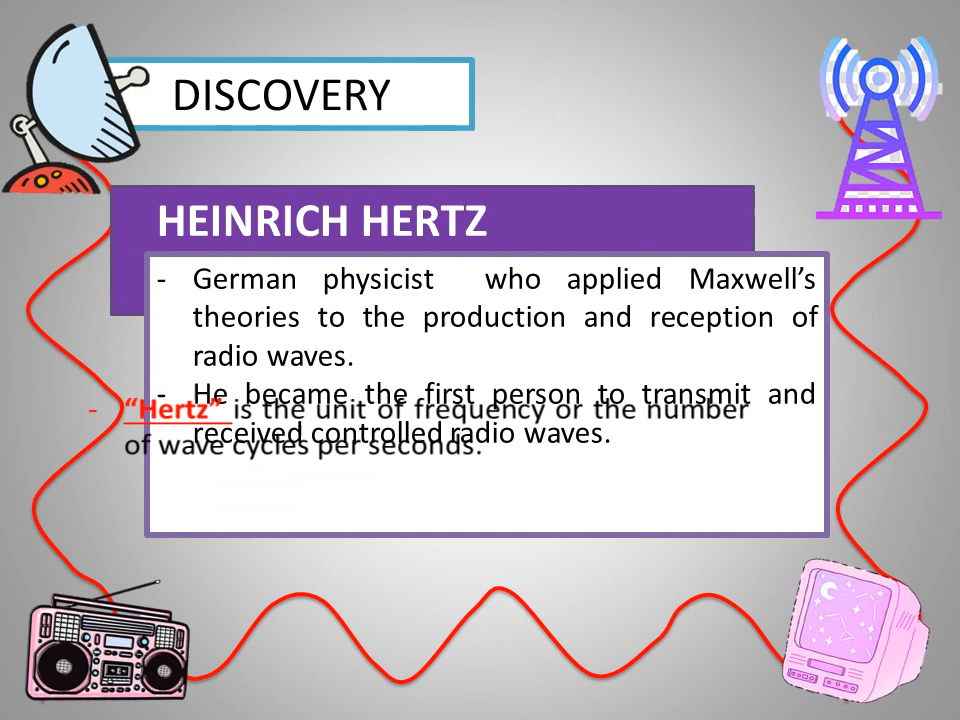 DISCOVERY
HEINRICH HERTZ
- German physicist who applied Maxwell’s
theories to the production and reception of
radio waves.
- He became the first person to transmit and
received controlled radio waves.
- “Hertz” is the unit of frequency or the number
of wave cycles per seconds.